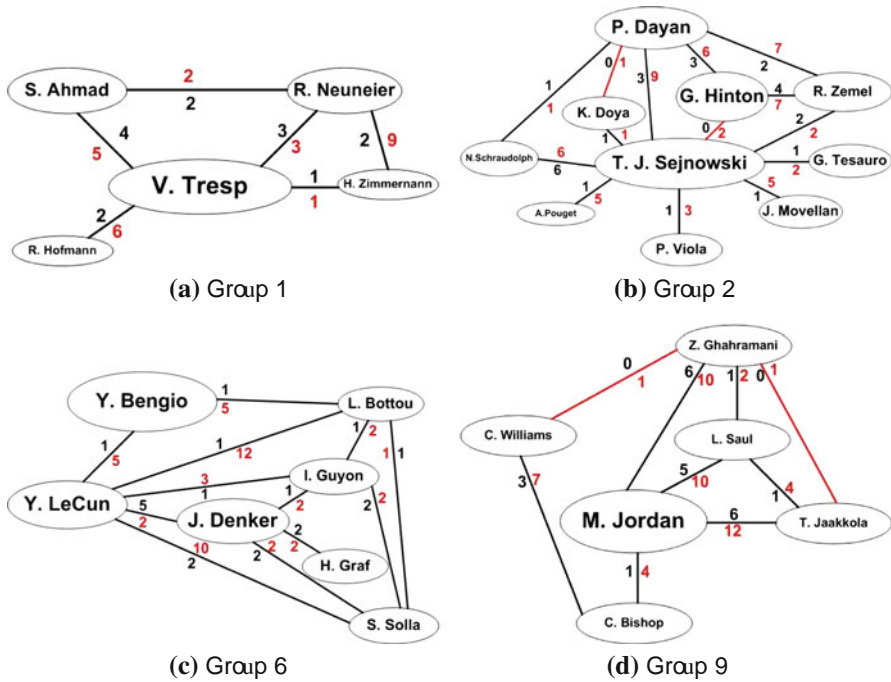 S. Ahmad
2
2
R. Neuneier
4
5
3
3
2
9
V. Tresp
1
1
H. Zimmernann
2
6
R. Hofmann
(a) Group 1
P. Dayan
0
1
3
9
6
3
7
2
1
1
K. Doya
G. Hinton
4
7
R. Zemel
1
1
0
2
2
2
N.Schraudolph
6
6
T. J. Sejnowski
1
2
G. Tesauro
1
5
1
3
5
1
A.Pouget
J. Movellan
P. Viola
(b) Group 2
Y. Bengio
1
5
L. Bottou
1
5
1
12
1
2
1
1
3
1
I. Guyon
Y. LeCun
5
2
J. Denker
1
2
2
2
10
2
2
2
2
2
H. Graf
S. Solla
(c) Group 6
Z. Ghahramani
0
1
6
10
1
2
0
1
C. Williams
3
7
L. Saul
5
10
4
1
M. Jordan
6
12
T. Jaakkola
1
4
C. Bishop
(d) Group 9